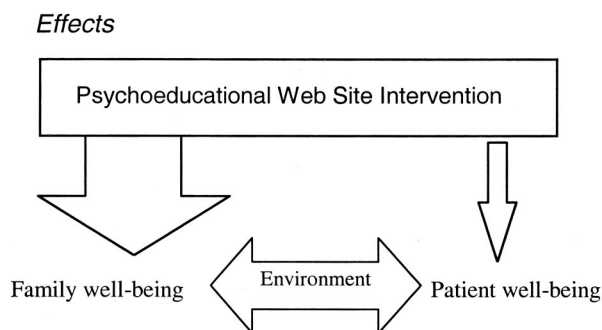 Effects
Psychoeducational Web Site Intervention
Environment
Family well-being
Patient well-being